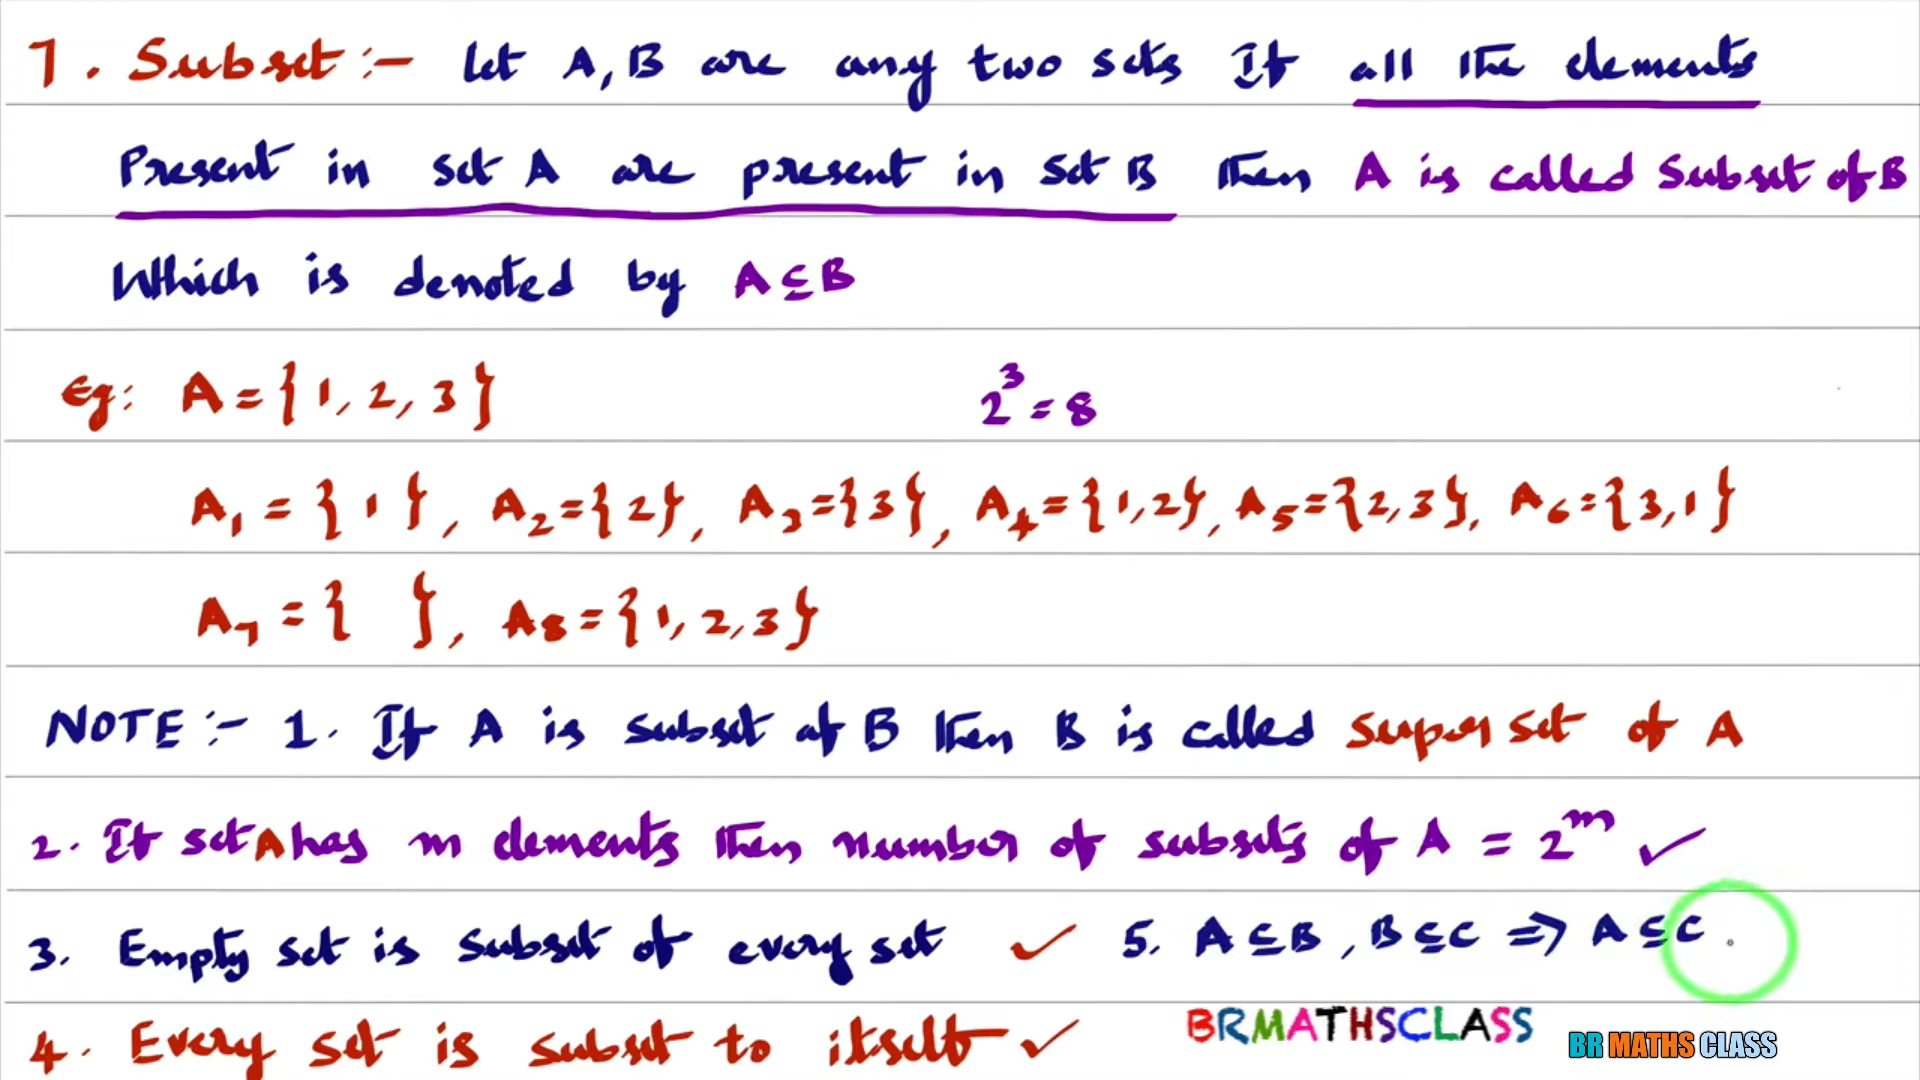 7. Subset :- Let A, B are any two sets If all the elements
Present in set A are present in set B then A is called Subset of B
Which is denoted by A ⊆ B
Eg: A = { 1, 2, 3 }
2³ = 8
A₁ = { 1 }, A₂ = {2}, A₃ = {3}, A₄ = {1,2}, A₅ = {2,3}, A₆ = {3,1}
A₇ = { }, A₈ = {1, 2, 3}
NOTE :- 1. If A is subset of B then B is called super set of A
2. If set A has m elements then number of subsets of A = 2ᵐ ✓
3. Empty set is subset of every set ✓
5. A ⊆ B, B ⊆ C ⇒ A ⊆ C
4. Every set is subset to itself ✓
BRMATHSCLASS
BR MATHS CLASS